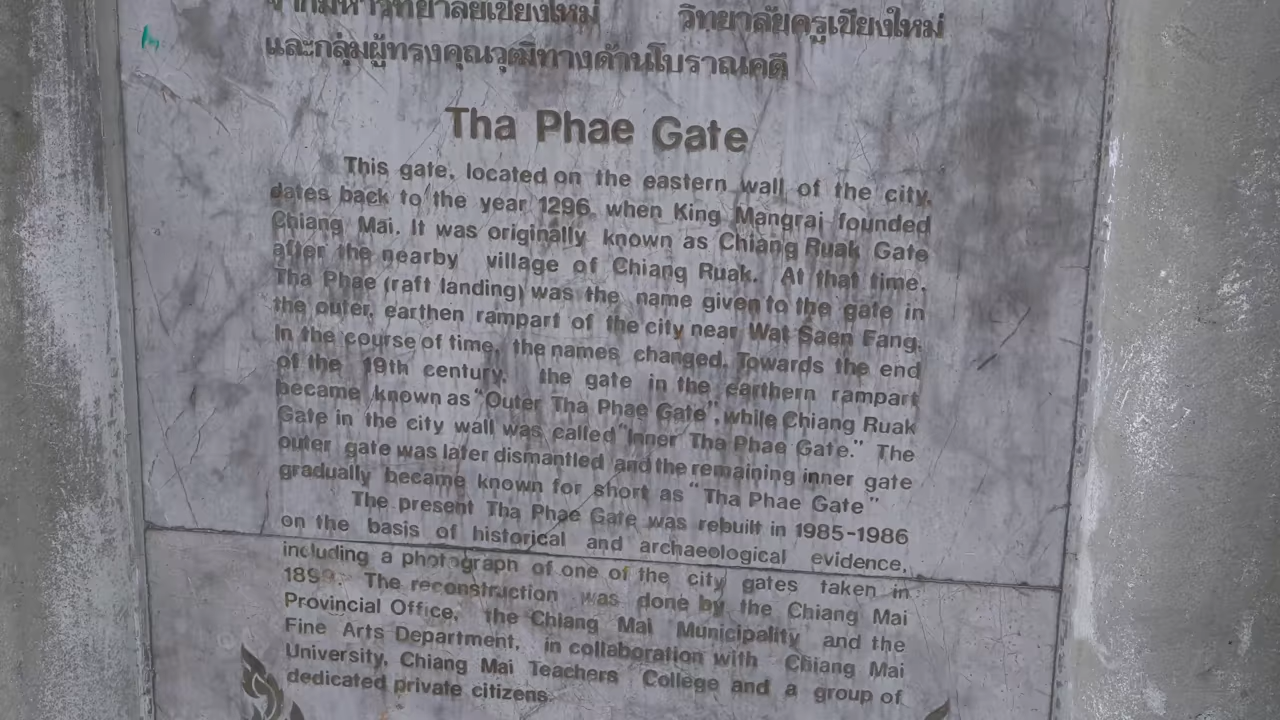 จากมหาวิทยาลัยเชียงใหม่ วิทยาลัยครูเชียงใหม่
และกลุ่มผู้ทรงคุณวุฒิทางด้านโบราณคดี
Tha Phae Gate
This gate, located on the eastern wall of the city,
dates back to the year 1296, when King Mangrai founded
Chiang Mai. It was originally known as Chiang Ruak Gate
after the nearby village of Chiang Ruak. At that time,
Tha Phae (raft landing) was the name given to the gate in
the outer, earthen rampart of the city near Wat Saen Fang.
In the course of time, the names changed. Towards the end
of the 19th century, the gate in the earthern rampart
became known as "Outer Tha Phae Gate", while Chiang Ruak
Gate in the city wall was called "Inner Tha Phae Gate." The
outer gate was later dismantled and the remaining inner gate
gradually became known for short as "Tha Phae Gate"
The present Tha Phae Gate was rebuilt in 1985-1986
on the basis of historical and archaeological evidence,
including a photograph of one of the city gates taken in
The reconstruction was done by the Chiang Mai
Provincial Office, the Chiang Mai Municipality and the
Fine Arts Department, in collaboration with Chiang Mai
University, Chiang Mai Teachers College and a group of
dedicated private citizens.